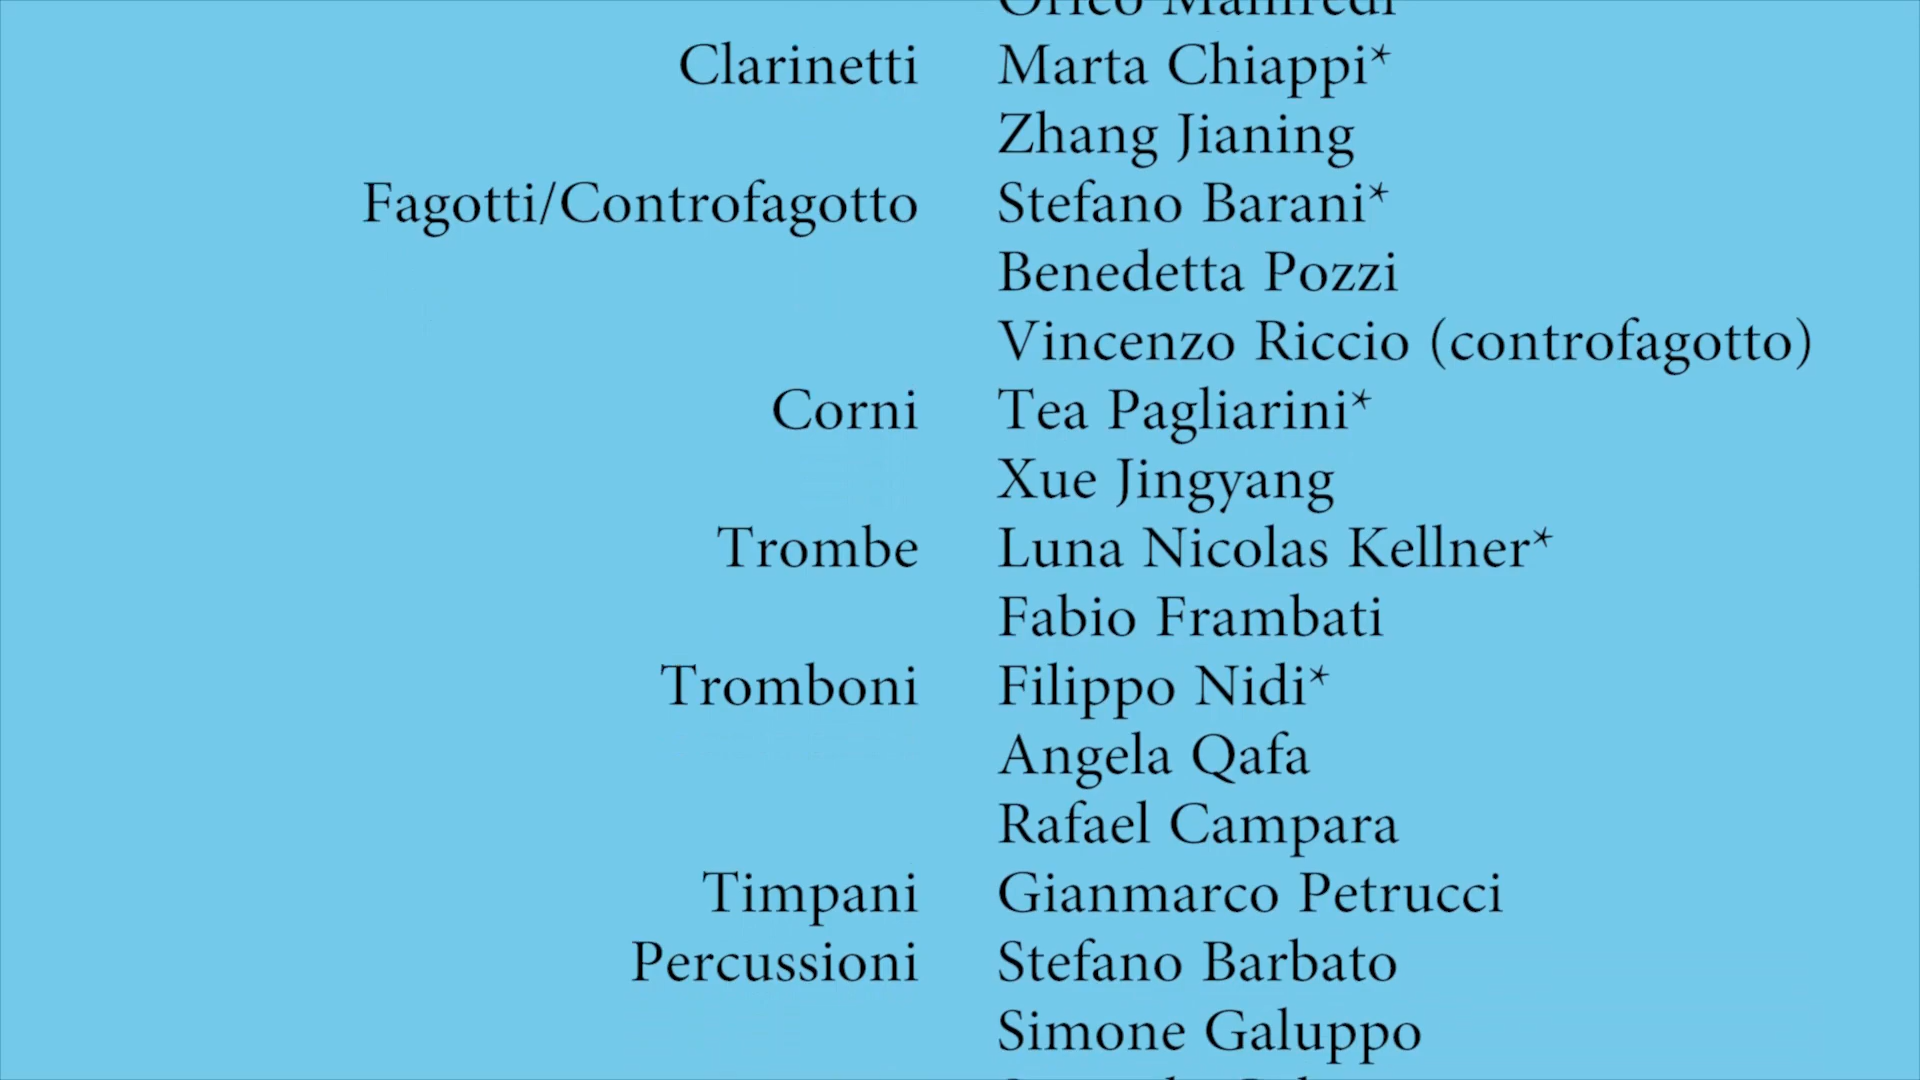 Orico Manfredi
Clarinetti Marta Chiappi*
Zhang Jianing
Fagotti/Controfagotto Stefano Barani*
Benedetta Pozzi
Vincenzo Riccio (controfagotto)
Corni Tea Pagliarini*
Xue Jingyang
Trombe Luna Nicolas Kellner*
Fabio Frambati
Tromboni Filippo Nidi*
Angela Qafa
Rafael Campara
Timpani Gianmarco Petrucci
Percussioni Stefano Barbato
Simone Galuppo